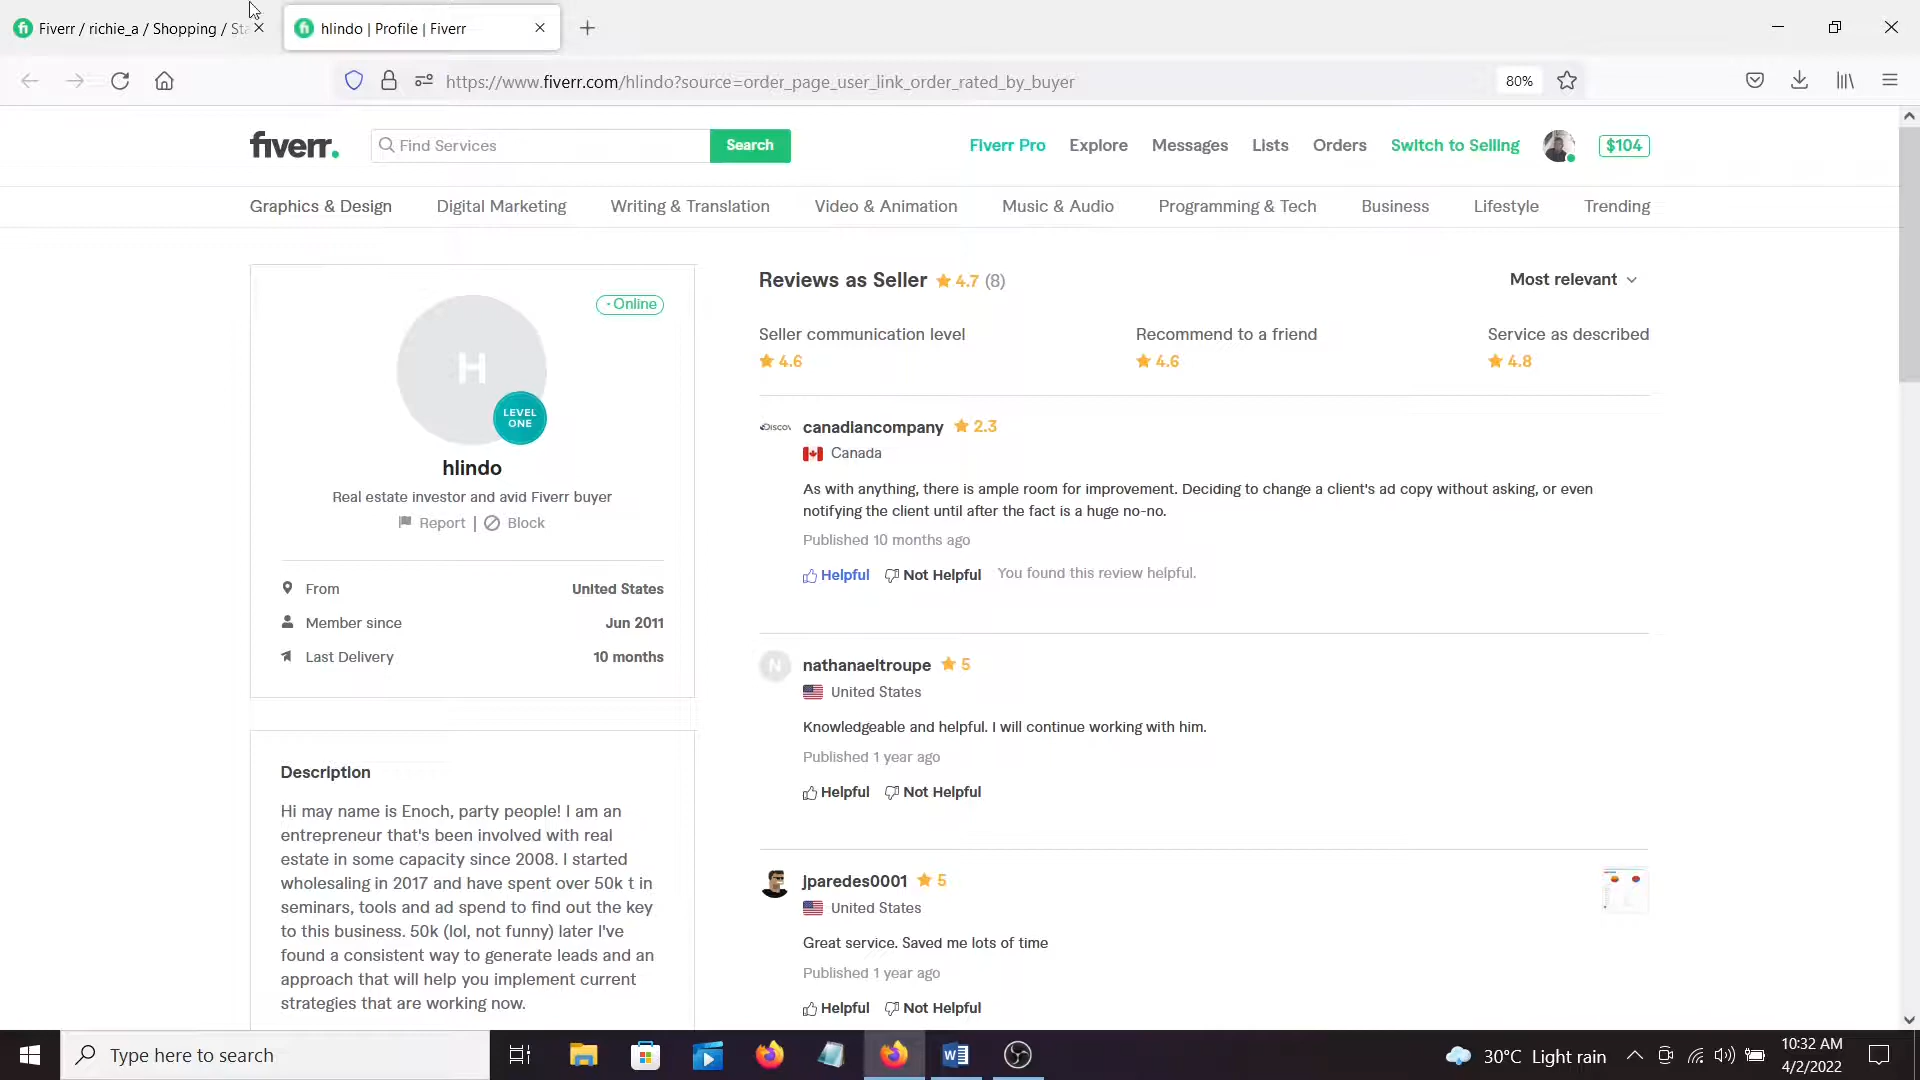 Fiverr / richie_a / Shopping / Sta
hlindo | Profile | Fiverr
https://www.fiverr.com/hlindo?source=order_page_user_link_order_rated_by_buyer
80%
fiverr.
Find Services
Search
Fiverr Pro
Explore
Messages
Lists
Orders
Switch to Selling
$104
Graphics & Design
Digital Marketing
Writing & Translation
Video & Animation
Music & Audio
Programming & Tech
Business
Lifestyle
Trending
Online
H
LEVEL
ONE
hlindo
Real estate investor and avid Fiverr buyer
Report | Block
From United States
Member since Jun 2011
Last Delivery 10 months
Description
Hi may name is Enoch, party people! I am an
entrepreneur that's been involved with real
estate in some capacity since 2008. I started
wholesaling in 2017 and have spent over 50k t in
seminars, tools and ad spend to find out the key
to this business. 50k (lol, not funny) later I've
found a consistent way to generate leads and an
approach that will help you implement current
strategies that are working now.
Reviews as Seller 4.7 (8)
Most relevant
Seller communication level
4.6
Recommend to a friend
4.6
Service as described
4.8
canadiancompany 2.3
Canada
As with anything, there is ample room for improvement. Deciding to change a client's ad copy without asking, or even
notifying the client until after the fact is a huge no-no.
Published 10 months ago
Helpful Not Helpful You found this review helpful.
N
nathanaeltroupe 5
United States
Knowledgeable and helpful. I will continue working with him.
Published 1 year ago
Helpful Not Helpful
jparedes0001 5
United States
Great service. Saved me lots of time
Published 1 year ago
Helpful Not Helpful
Type here to search
30°C Light rain
10:32 AM
4/2/2022